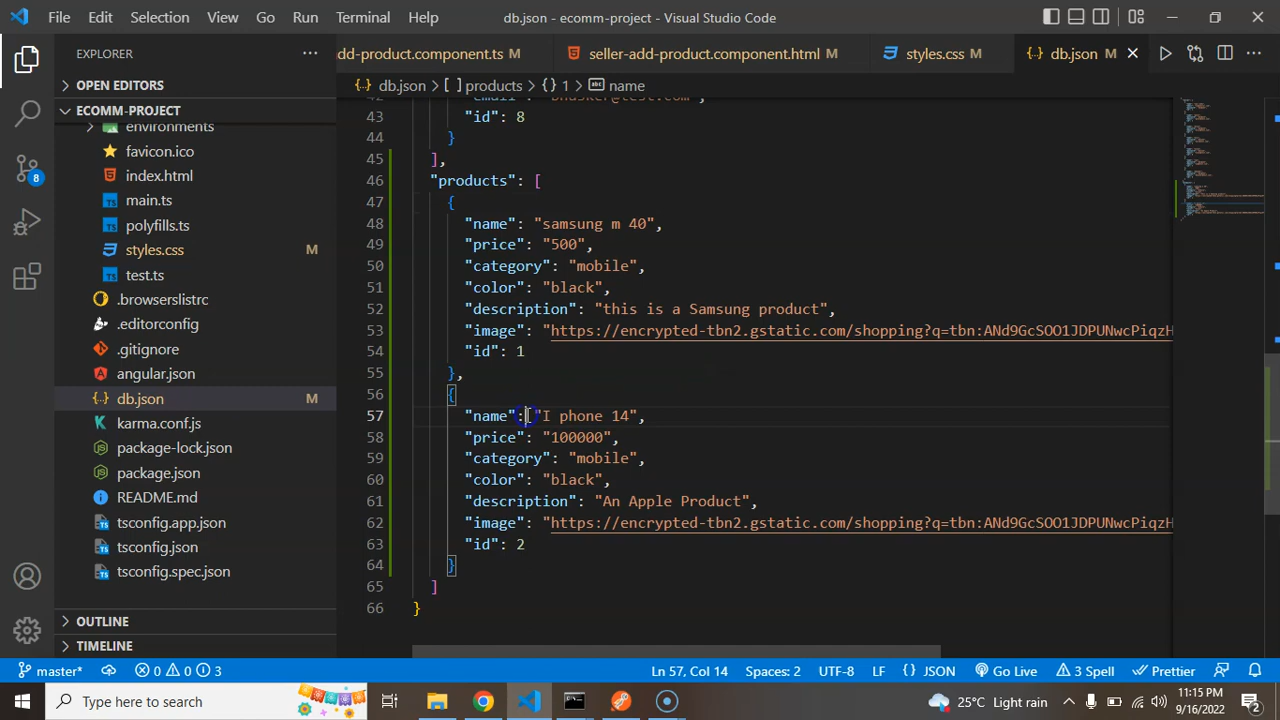 File Edit Selection View Go Run Terminal Help
db.json - ecomm-project - Visual Studio Code
EXPLORER
add-product.component.ts M
seller-add-product.component.html M
styles.css M
db.json M
OPEN EDITORS
db.json > [ ] products > {} 1 > abc name
ECOMM-PROJECT
environments
favicon.ico
index.html
main.ts
polyfills.ts
styles.css M
test.ts
.browserslistrc
.editorconfig
.gitignore
angular.json
db.json M
karma.conf.js
package-lock.json
package.json
README.md
tsconfig.app.json
tsconfig.json
tsconfig.spec.json
OUTLINE
TIMELINE
8
42 "email": "bhasker@test.com",
43 "id": 8
44 }
45 ],
46 "products": [
47 {
48 "name": "samsung m 40",
49 "price": "500",
50 "category": "mobile",
51 "color": "black",
52 "description": "this is a Samsung product",
53 "image": "https://encrypted-tbn2.gstatic.com/shopping?q=tbn:ANd9GcSOO1JDPUNwcPiqzH
54 "id": 1
55 },
56 {
57 "name": "I phone 14",
58 "price": "100000",
59 "category": "mobile",
60 "color": "black",
61 "description": "An Apple Product",
62 "image": "https://encrypted-tbn2.gstatic.com/shopping?q=tbn:ANd9GcSOO1JDPUNwcPiqzH
63 "id": 2
64 }
65 ]
66 }
master* 0 0 3
Ln 57, Col 14 Spaces: 2 UTF-8 LF {} JSON Go Live 3 Spell Prettier
Type here to search
25°C Light rain
11:15 PM
9/16/2022
2